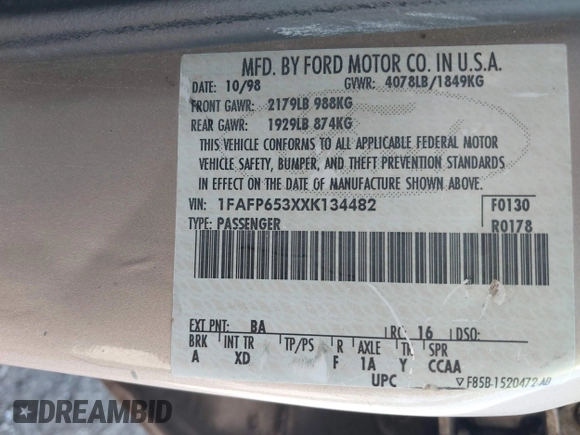 MFD. BY FORD MOTOR CO. IN U.S.A.
DATE: 10/98 GVWR: 4078LB/1849KG
FRONT GAWR: 2179LB 988KG
REAR GAWR: 1929LB 874KG
THIS VEHICLE CONFORMS TO ALL APPLICABLE FEDERAL MOTOR
VEHICLE SAFETY, BUMPER, AND THEFT PREVENTION STANDARDS
IN EFFECT ON THE DATE OF MANUFACTURE SHOWN ABOVE.
VIN: 1FAFP653XXK134482 F0130
TYPE: PASSENGER R0178
EXT PNT: BA RC: 16 DSO:
BRK INT TR TP/PS R AXLE TR SPR
A XD F 1A Y CCAA
UPC F85B-1520472-AD
DREAMBID